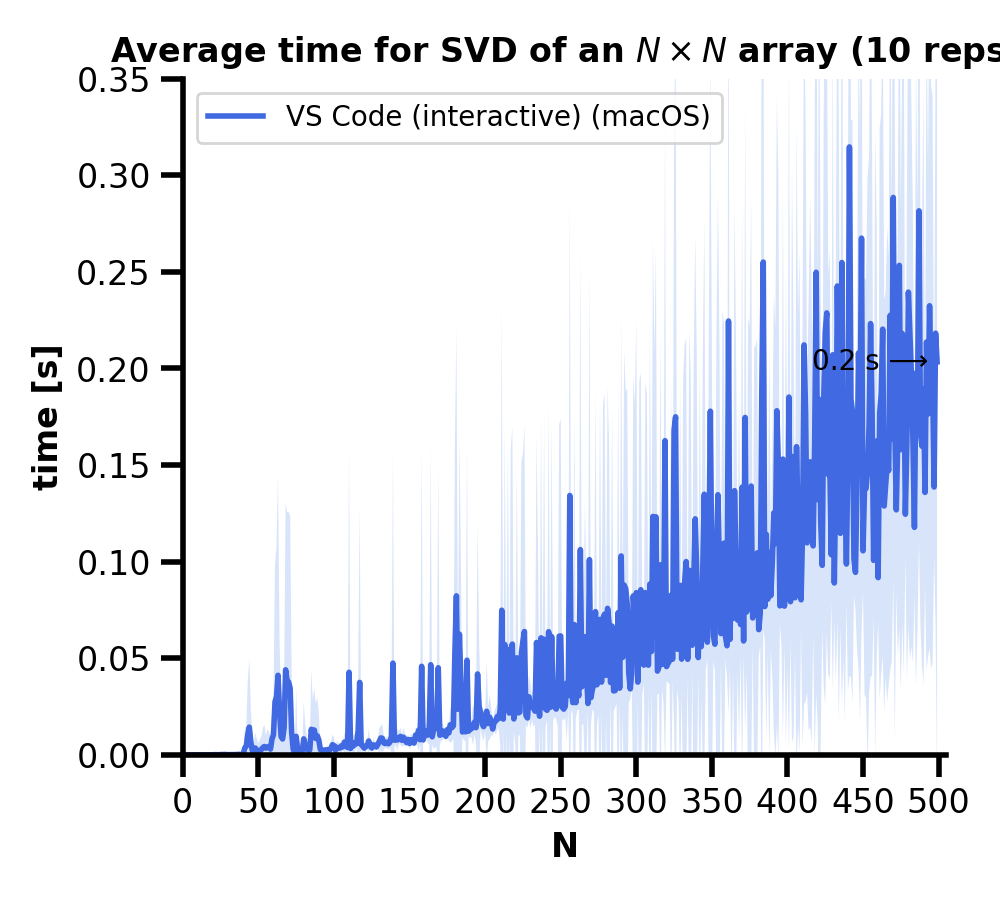 Average time for SVD of an N × N array (10 reps
0.35
VS Code (interactive) (macOS)
0.30
0.25
0.20
0.2 s ⟶
0.15
0.10
0.05
0.00
time [s]
0 50 100 150 200 250 300 350 400 450 500
N